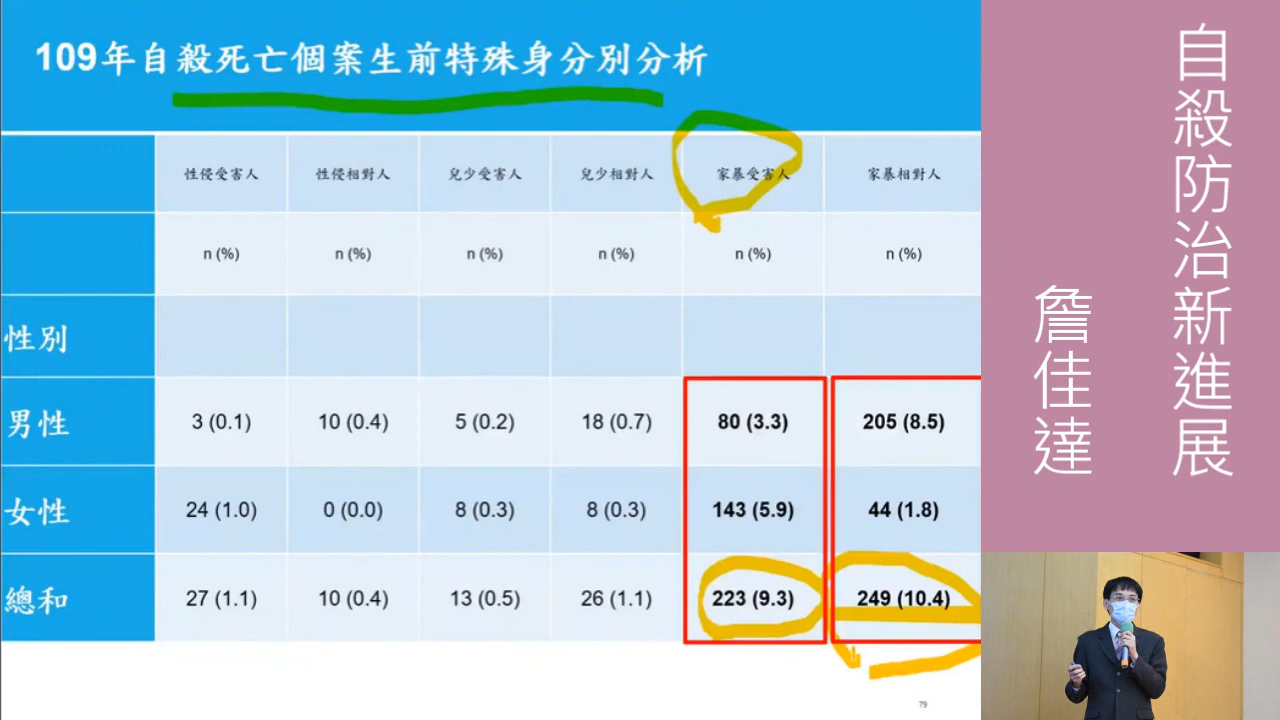 109年自殺死亡個案生前特殊身分別分析
性侵受害人 性侵相對人 兒少受害人 兒少相對人 家暴受害人 家暴相對人
n (%) n (%) n (%) n (%) n (%) n (%)
性別
男性 3 (0.1) 10 (0.4) 5 (0.2) 18 (0.7) 80 (3.3) 205 (8.5)
女性 24 (1.0) 0 (0.0) 8 (0.3) 8 (0.3) 143 (5.9) 44 (1.8)
總和 27 (1.1) 10 (0.4) 13 (0.5) 26 (1.1) 223 (9.3) 249 (10.4)
79
自殺防治新進展
詹佳達